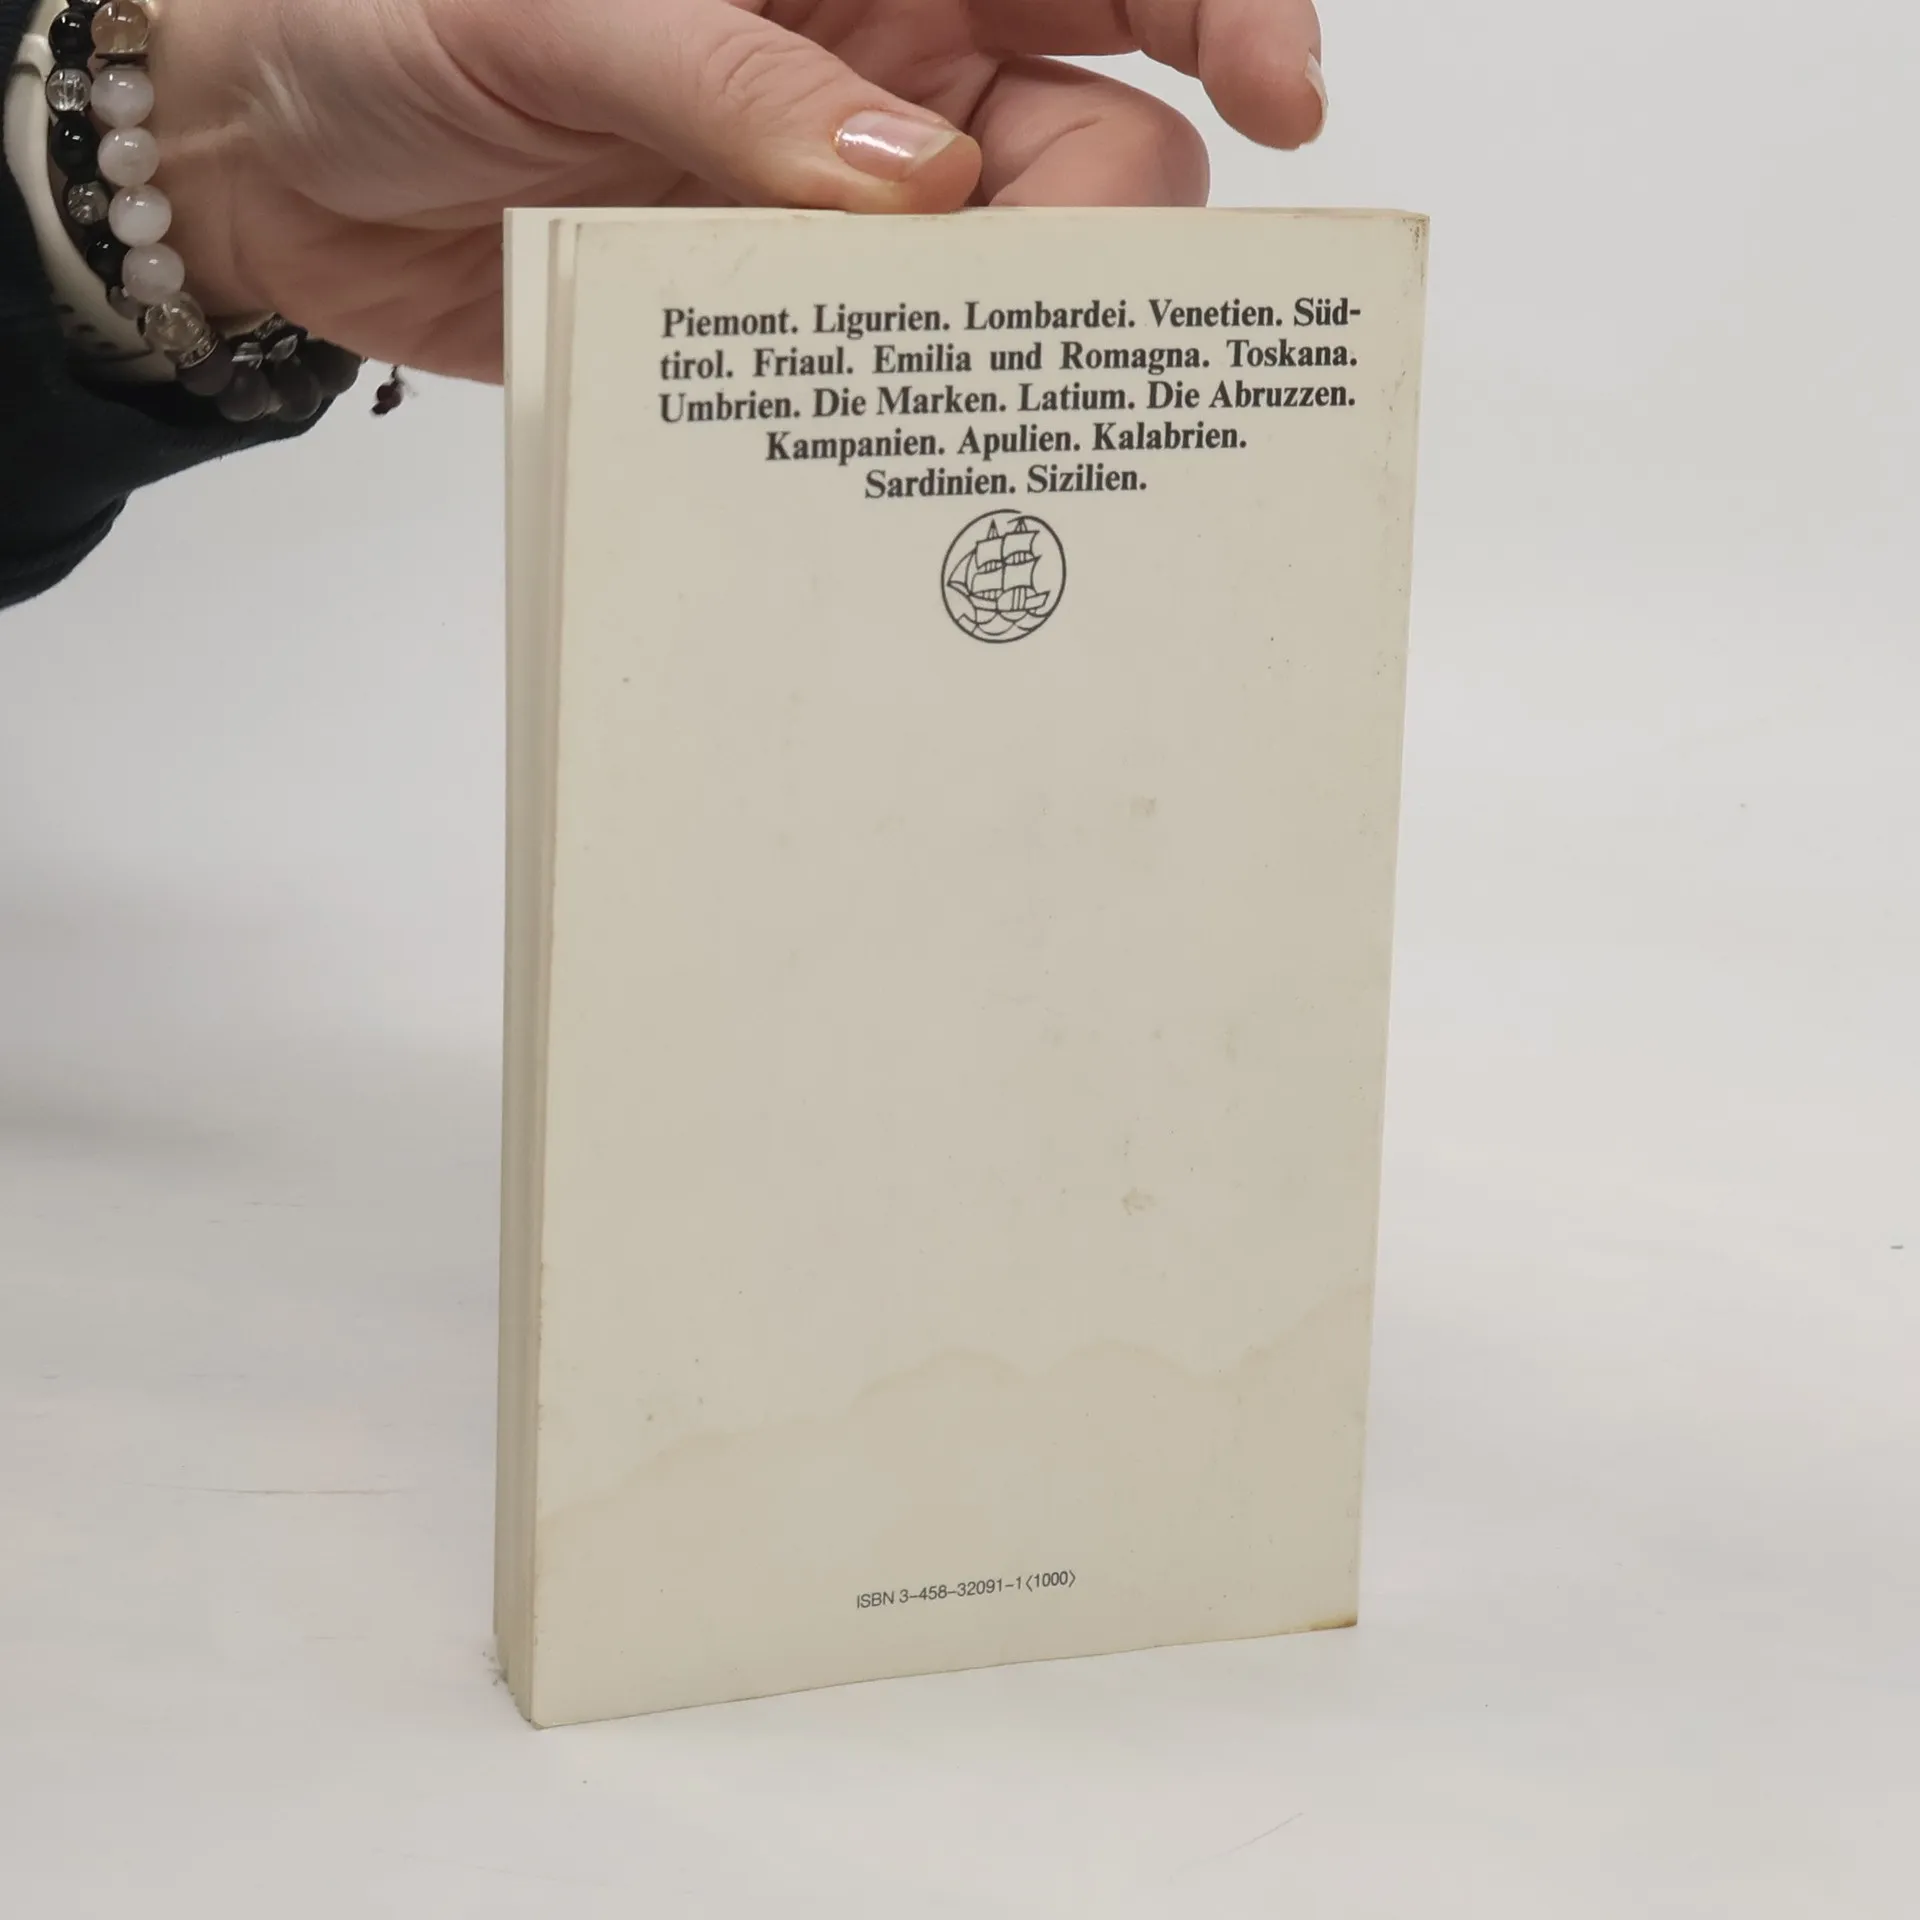 Piemont. Ligurien. Lombardei. Venetien. Süd-
tirol. Friaul. Emilia und Romagna. Toskana.
Umbrien. Die Marken. Latium. Die Abruzzen.
Kampanien. Apulien. Kalabrien.
Sardinien. Sizilien.
ISBN 3–458–32091–1⟨1000⟩